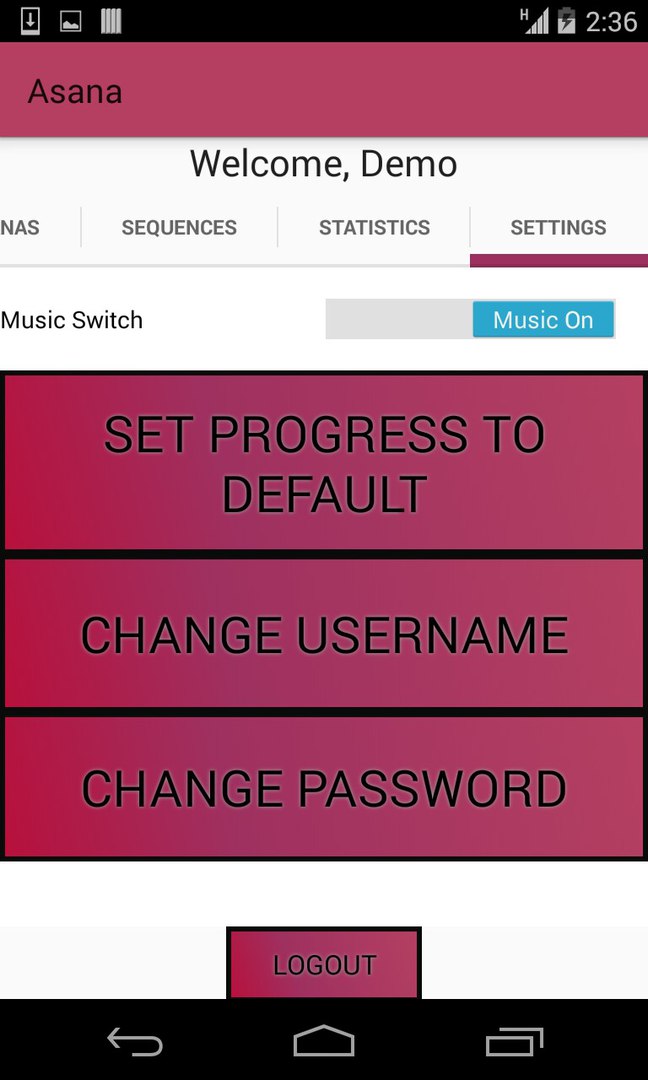 H
2:36
Asana
Welcome, Demo
NAS
SEQUENCES
STATISTICS
SETTINGS
Music Switch
Music On
SET PROGRESS TO
DEFAULT
CHANGE USERNAME
CHANGE PASSWORD
LOGOUT